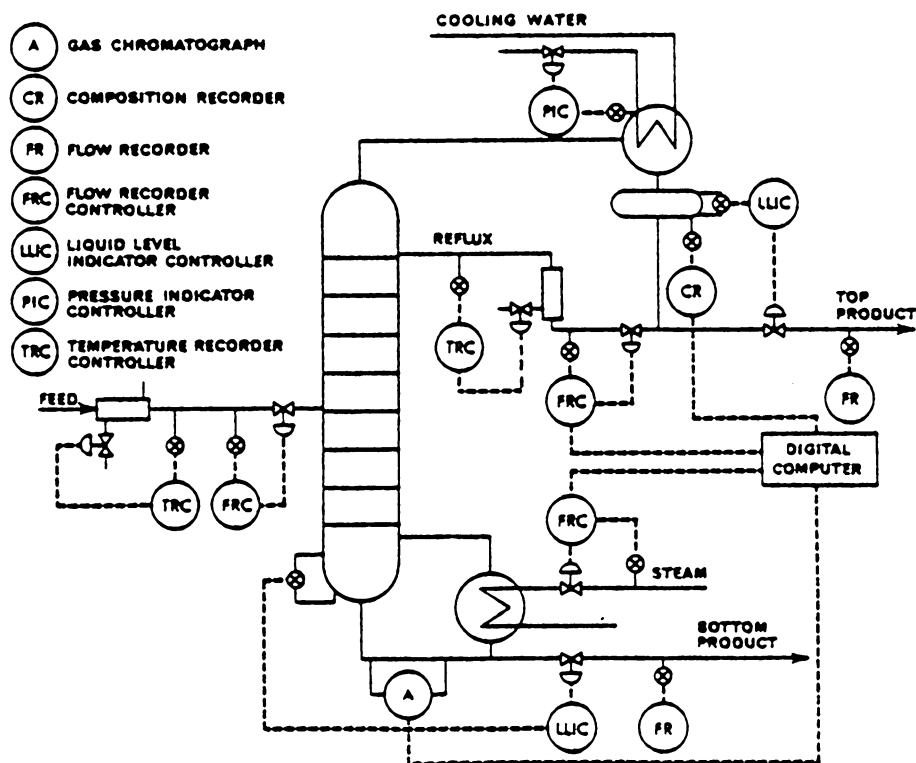 A GAS CHROMATOGRAPH
CR COMPOSITION RECORDER
FR FLOW RECORDER
FRC FLOW RECORDER
CONTROLLER
LLIC LIQUID LEVEL
INDICATOR CONTROLLER
PIC PRESSURE INDICATOR
CONTROLLER
TRC TEMPERATURE RECORDER
CONTROLLER
COOLING WATER
PIC
LLIC
REFLUX
CR
TOP
PRODUCT
TRC
FRC
FR
FEED
DIGITAL
COMPUTER
TRC
FRC
FRC
STEAM
BOTTOM
PRODUCT
A
LLIC
FR